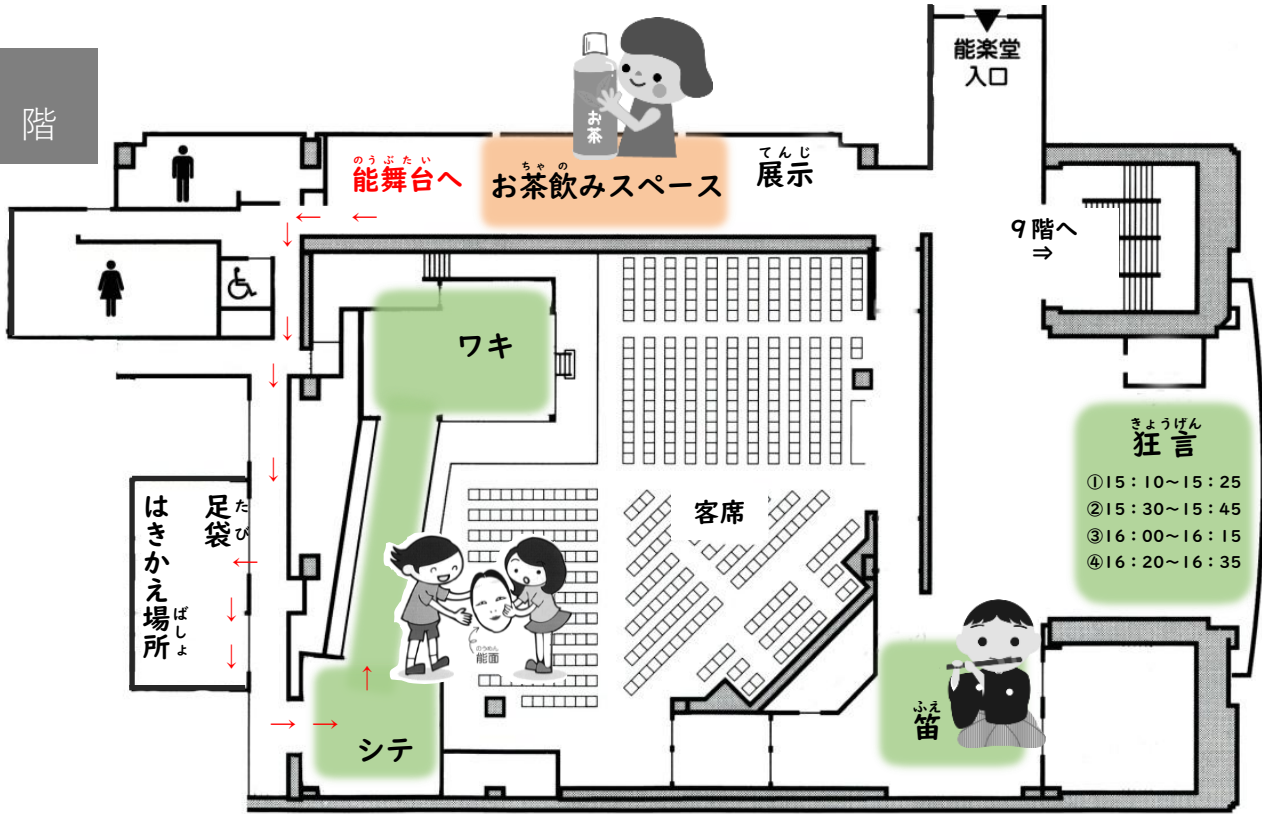 階
能楽堂
入口
お茶
のうぶたい
能舞台へ
ちゃの
お茶飲みスペース
てんじ
展示
← ←
↓
9階へ
⇒
↓
ワキ
↓
きょうげん
狂言
①15：10～15：25
②15：30～15：45
③16：00～16：15
④16：20～16：35
↓
客席
足袋
たび
はきかえ場所
ばしょ
←
↓
↓
のうめん
能面
↑
→ →
シテ
ふえ
笛